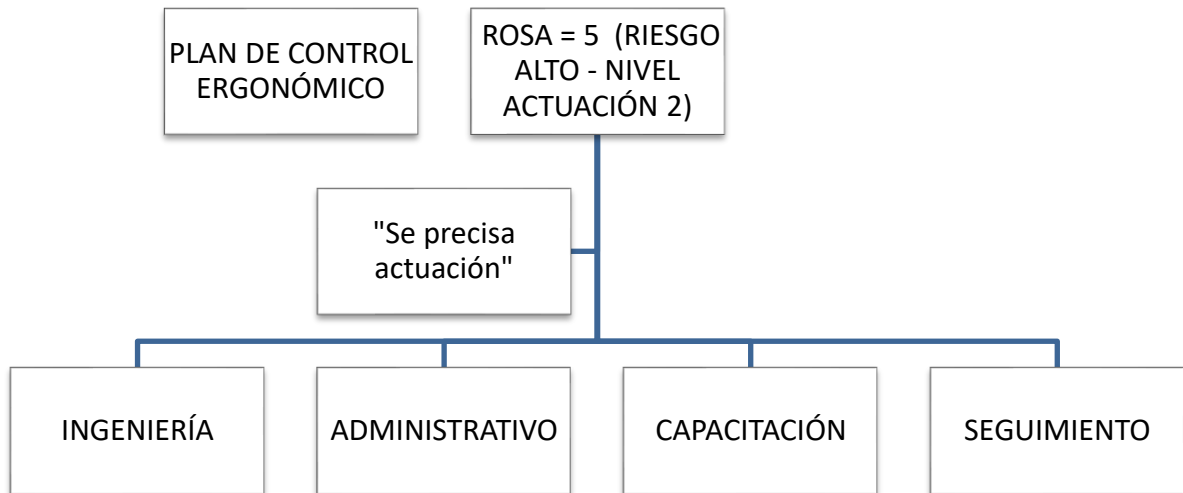 PLAN DE CONTROL
ERGONÓMICO
ROSA = 5 (RIESGO
ALTO - NIVEL
ACTUACIÓN 2)
"Se precisa
actuación"
INGENIERÍA
ADMINISTRATIVO
CAPACITACIÓN
SEGUIMIENTO